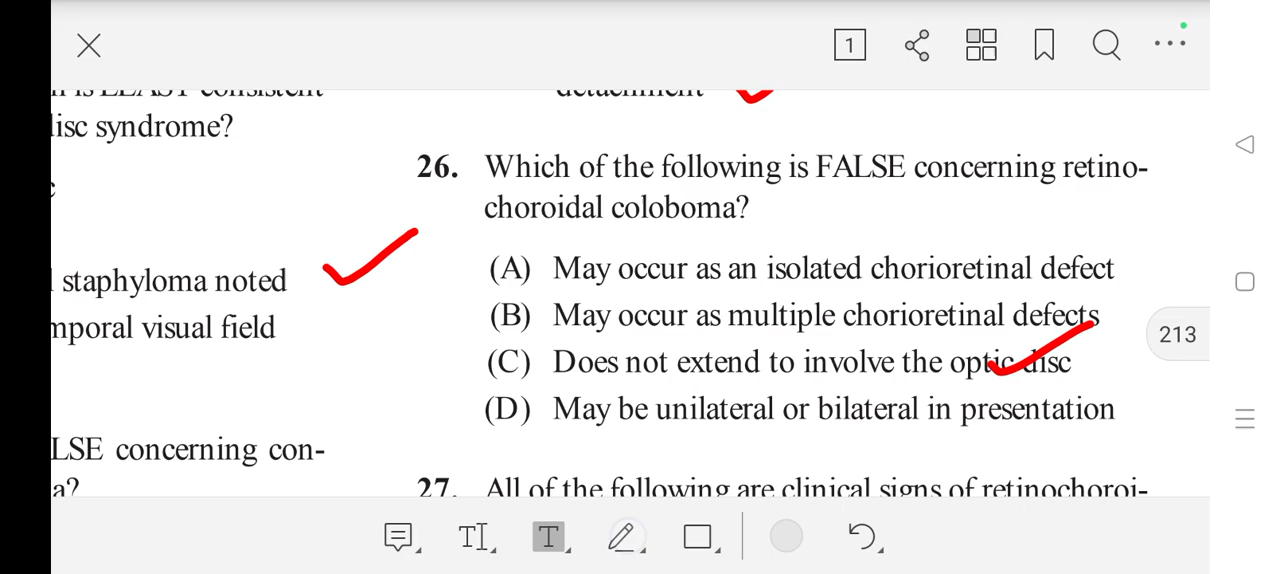 1
disc syndrome?
staphyloma noted
temporal visual field
LSE concerning con-
a?
detachment
26. Which of the following is FALSE concerning retino-
choroidal coloboma?
(A) May occur as an isolated chorioretinal defect
(B) May occur as multiple chorioretinal defects
(C) Does not extend to involve the optic disc
(D) May be unilateral or bilateral in presentation
27. All of the following are clinical signs of retinochoroi-
213